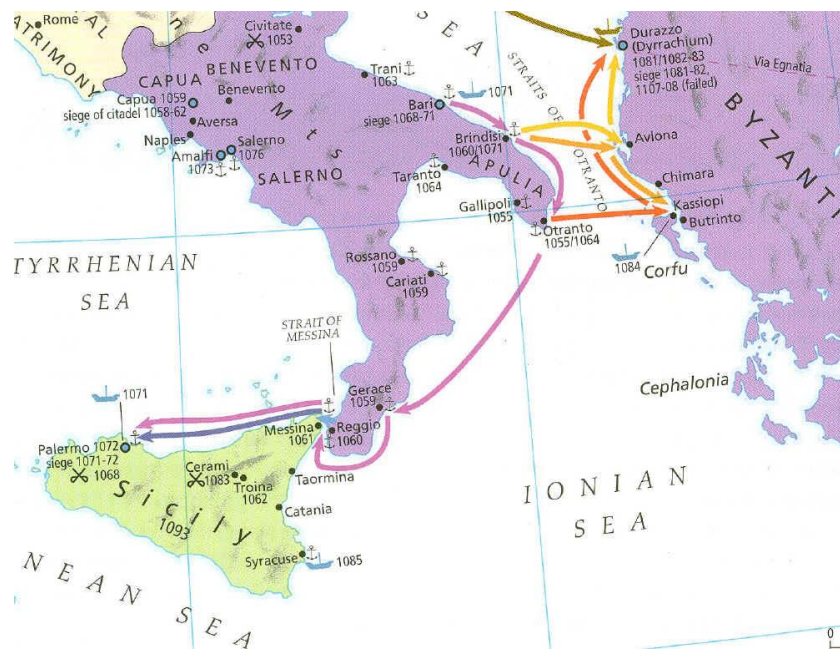 Rome
AL
ATRIMONY
ne
Civitate
1053
S E A
CAPUA
BENEVENTO
Capua 1059
siege of citadel 1058-62
Benevento
Aversa
Naples
Salerno
1076
Amalfi
1073
SALERNO
Mts
Trani
1063
Bari
siege 1068-71
1071
Brindisi
1060/1071
APULIA
Taranto
1064
Gallipoli
1055
Otranto
1055/1064
STRAITS OF OTRANTO
Durazzo
(Dyrrachium)
1081/1082-83
siege 1081-82,
1107-08 (failed)
Via Egnatia
BYZANTI
Avlona
Chimara
Kassiopi
Butrinto
1084
Corfu
Cephalonia
TYRRHENIAN
SEA
Rossano
1059
Cariati
1059
STRAIT OF
MESSINA
1071
Gerace
1059
Messina
1061
Reggio
1060
Palermo 1072
siege 1071-72
1068
Cerami
1083
Troina
1062
Taormina
Sicily
1093
Catania
Syracuse
1085
IONIAN
SEA
NEAN SEA
0